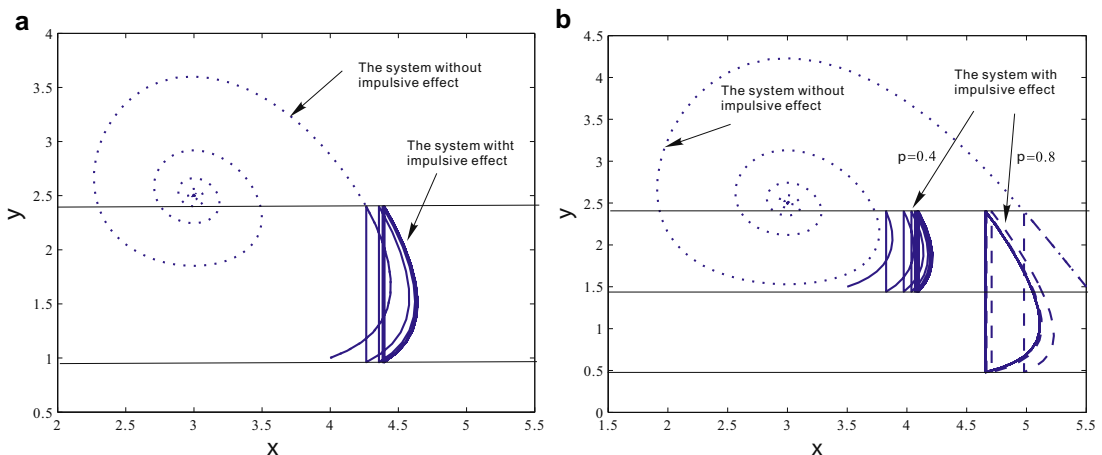 a
4
3.5
3
2.5
2
1.5
1
0.5
y
2
2.5
3
3.5
4
4.5
5
5.5
x
The system without
impulsive effect
The system witht
impulsive effect
b
4.5
4
3.5
3
2.5
2
1.5
1
0.5
0
y
1.5
2
2.5
3
3.5
4
4.5
5
5.5
x
The system without
impulsive effect
The system with
impulsive effect
p=0.4
p=0.8